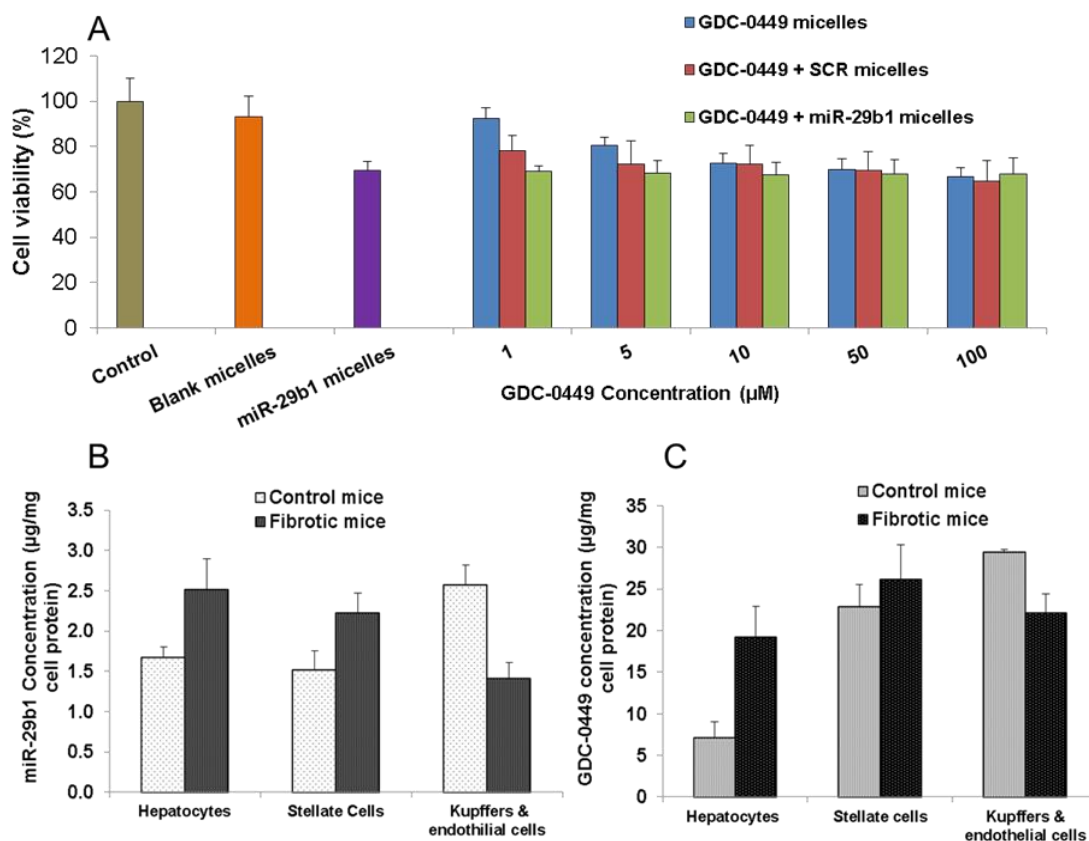 A
GDC-0449 micelles
GDC-0449 + SCR micelles
GDC-0449 + miR-29b1 micelles
Cell viability (%)
120
100
80
60
40
20
0
Control
Blank micelles
miR-29b1 micelles
1
5
10
50
100
GDC-0449 Concentration (µM)
B
miR-29b1 Concentration (µg/mg
cell protein)
Control mice
Fibrotic mice
3.5
3.0
2.5
2.0
1.5
1.0
0.5
0.0
Hepatocytes
Stellate Cells
Kupffers &
endothilial cells
C
GDC-0449 concentration (µg/mg
cell protein)
Control mice
Fibrotic mice
35
30
25
20
15
10
5
0
Hepatocytes
Stellate cells
Kupffers &
endothelial cells